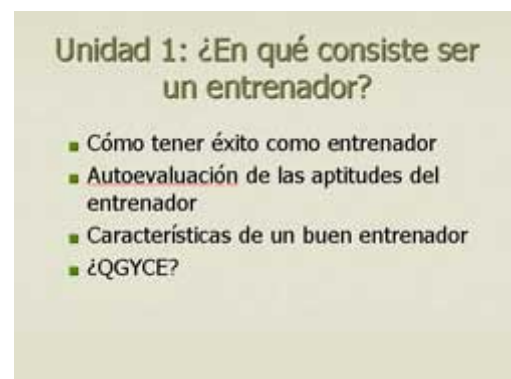 Unidad 1: ¿En qué consiste ser
un entrenador?
Cómo tener éxito como entrenador
Autoevaluación de las aptitudes del
entrenador
Características de un buen entrenador
¿QGYCE?